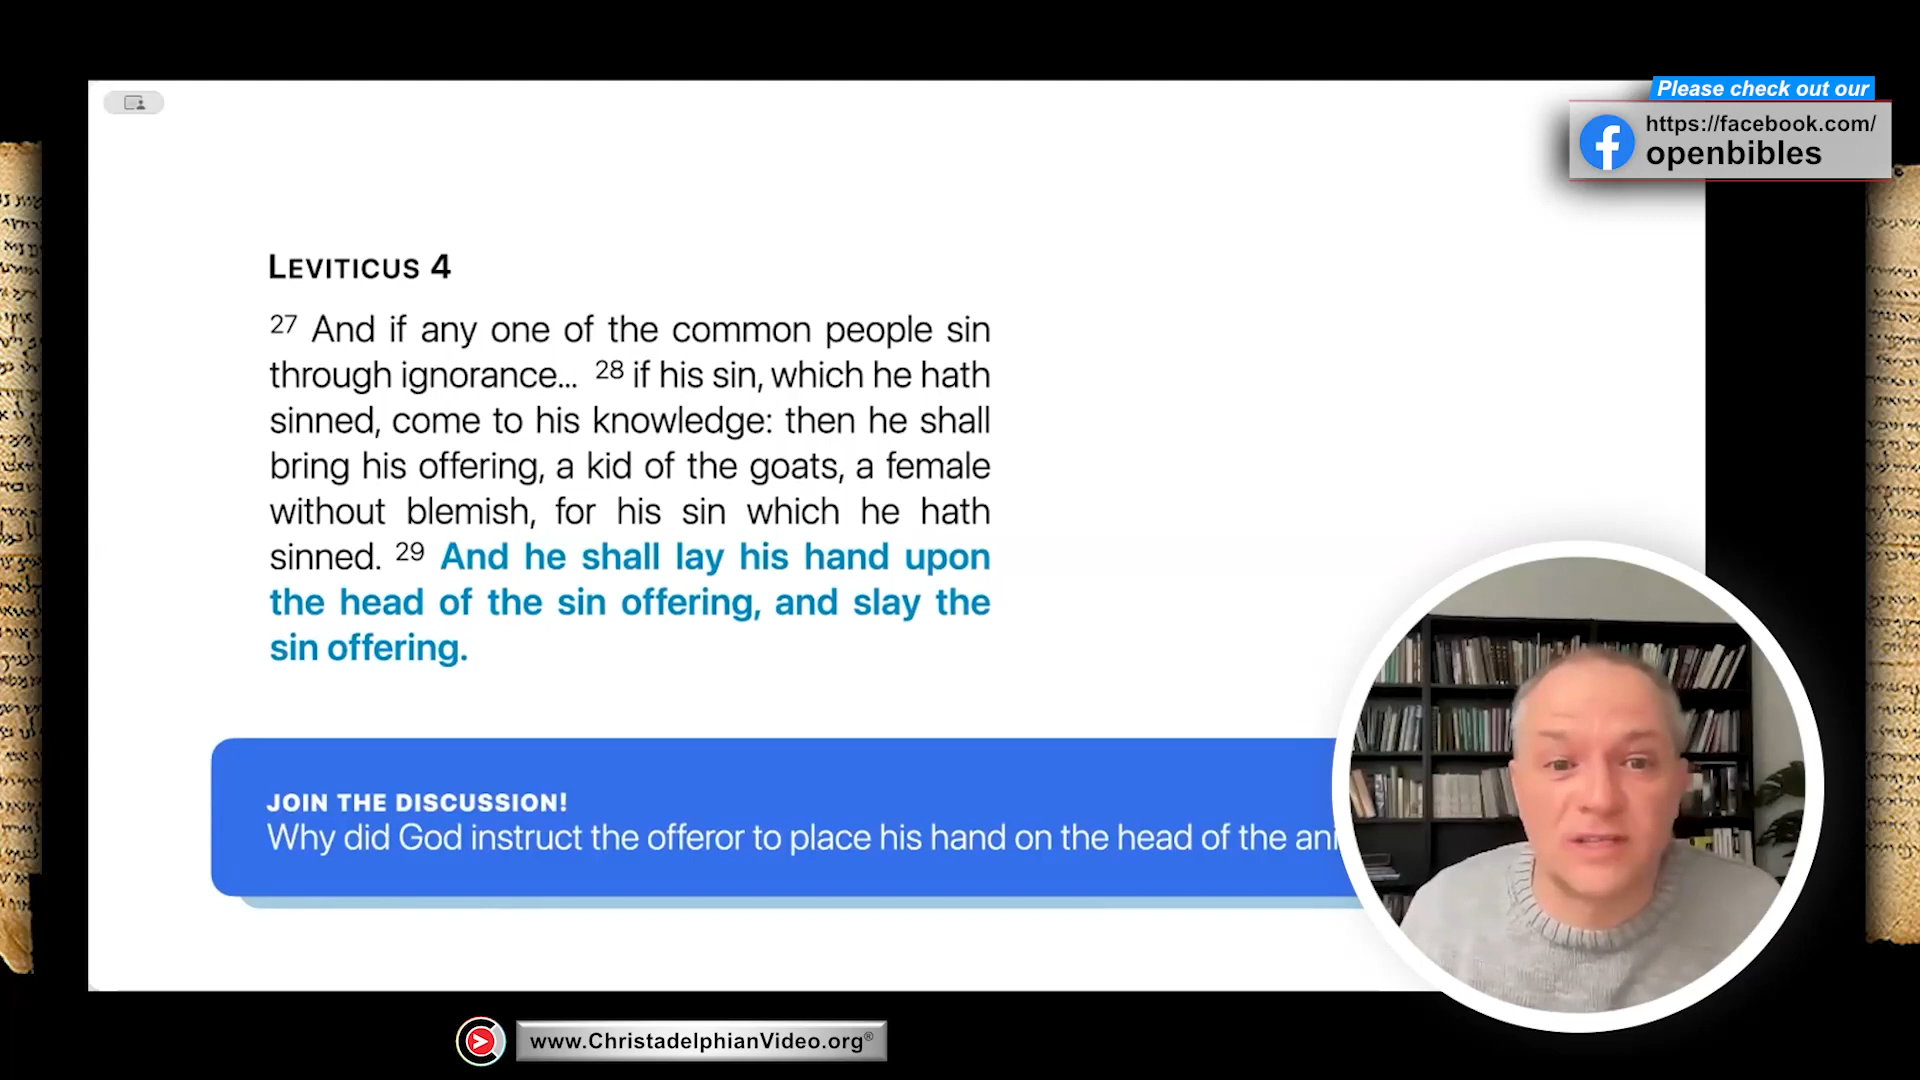 Please check out our
https://facebook.com/
openbibles
LEVITICUS 4
27 And if any one of the common people sin
through ignorance... 28 if his sin, which he hath
sinned, come to his knowledge: then he shall
bring his offering, a kid of the goats, a female
without blemish, for his sin which he hath
sinned. 29 And he shall lay his hand upon
the head of the sin offering, and slay the
sin offering.
JOIN THE DISCUSSION!
Why did God instruct the offeror to place his hand on the head of the
www.ChristadelphianVideo.org®